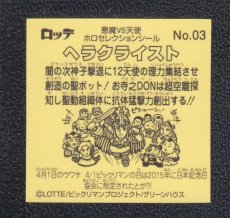 ロッテ
悪魔VS天使
ホロセレクションシール
No.03
ヘラクライスト
闇の次神子撃退に12天使の理力集結させ
創造の聖ボット! お寺之DONは超空離探
知し聖動組織体に抗体猛撃力創出する!!
4月1日のウワサ
4/1ビックリマンの日は2015年に日本記念日
協会に制定されたとか?!
©LOTTE/ビックリマンプロジェクト/グリーンハウス